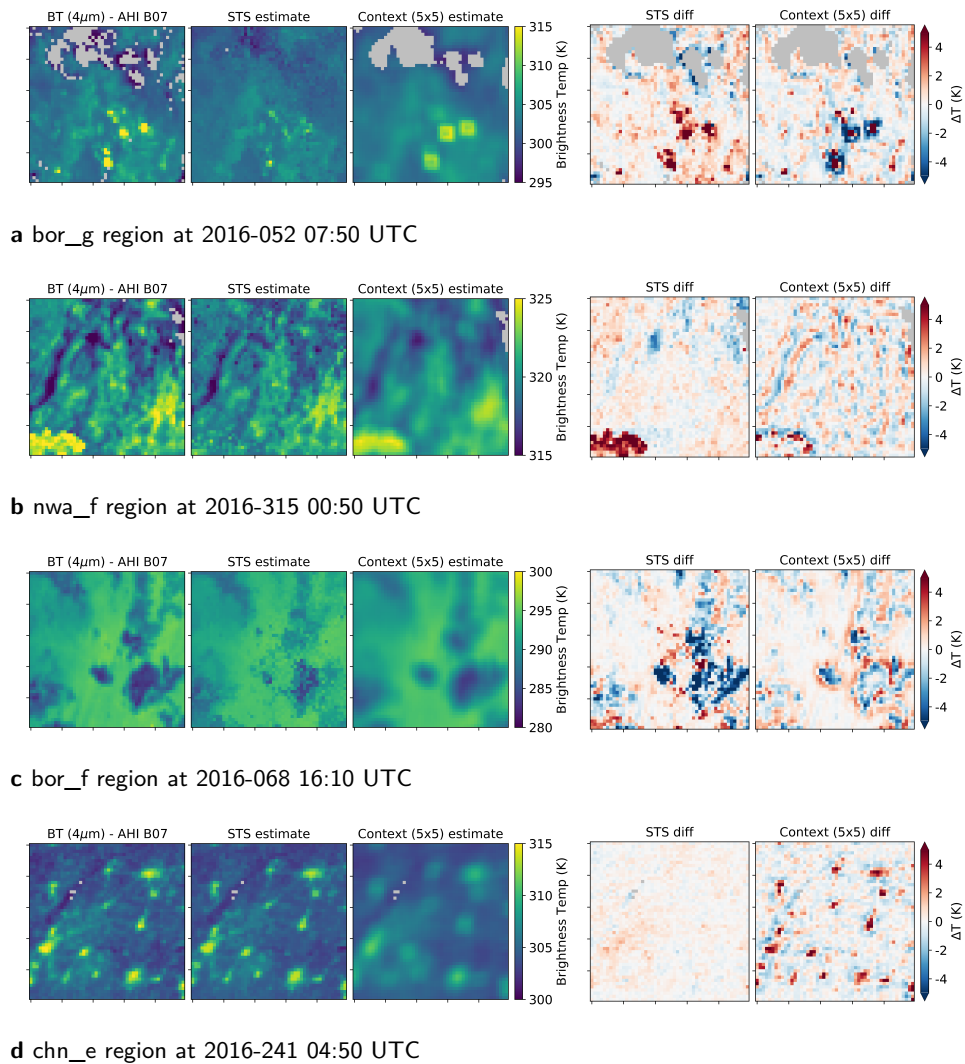 BT (4μm) - AHI B07 STS estimate Context (5x5) estimate STS diff Context (5x5) diff
315
310
305
300
295
Brightness Temp (K)
4
2
0
-2
-4
ΔT (K)
a bor_g region at 2016-052 07:50 UTC
BT (4μm) - AHI B07 STS estimate Context (5x5) estimate STS diff Context (5x5) diff
325
320
315
Brightness Temp (K)
4
2
0
-2
-4
ΔT (K)
b nwa_f region at 2016-315 00:50 UTC
BT (4μm) - AHI B07 STS estimate Context (5x5) estimate STS diff Context (5x5) diff
300
295
290
285
280
Brightness Temp (K)
4
2
0
-2
-4
ΔT (K)
c bor_f region at 2016-068 16:10 UTC
BT (4μm) - AHI B07 STS estimate Context (5x5) estimate STS diff Context (5x5) diff
315
310
305
300
Brightness Temp (K)
4
2
0
-2
-4
ΔT (K)
d chn_e region at 2016-241 04:50 UTC